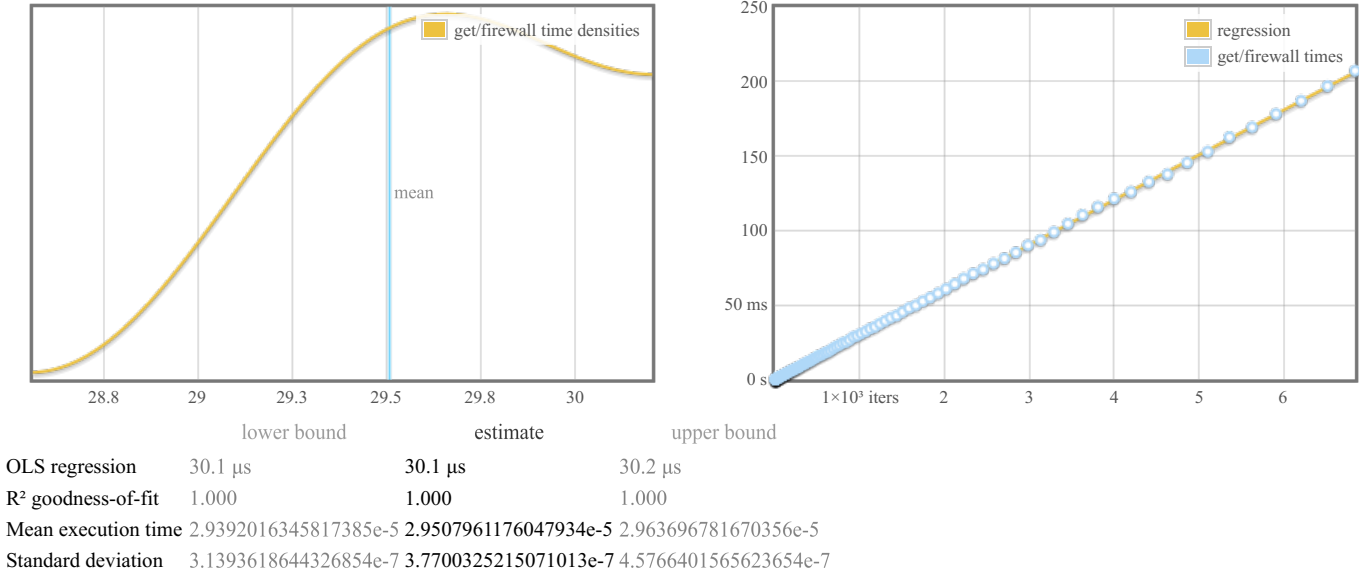 get/firewall time densities
mean
28.8 29 29.3 29.5 29.8 30
regression
get/firewall times
250
200
150
100
50 ms
0 s
1×10³ iters 2 3 4 5 6
lower bound estimate upper bound
OLS regression 30.1 μs 30.1 μs 30.2 μs
R² goodness-of-fit 1.000 1.000 1.000
Mean execution time 2.9392016345817385e-5 2.9507961176047934e-5 2.963696781670356e-5
Standard deviation 3.1393618644326854e-7 3.7700325215071013e-7 4.5766401565623654e-7